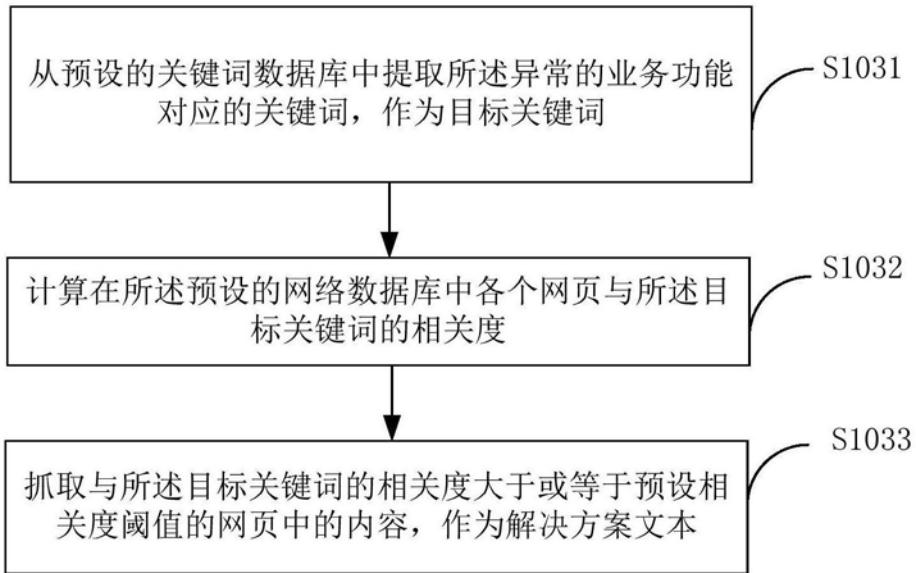 从预设的关键词数据库中提取所述异常的业务功能
对应的关键词，作为目标关键词
S1031
计算在所述预设的网络数据库中各个网页与所述目
标关键词的相关度
S1032
抓取与所述目标关键词的相关度大于或等于预设相
关度阈值的网页中的内容，作为解决方案文本
S1033